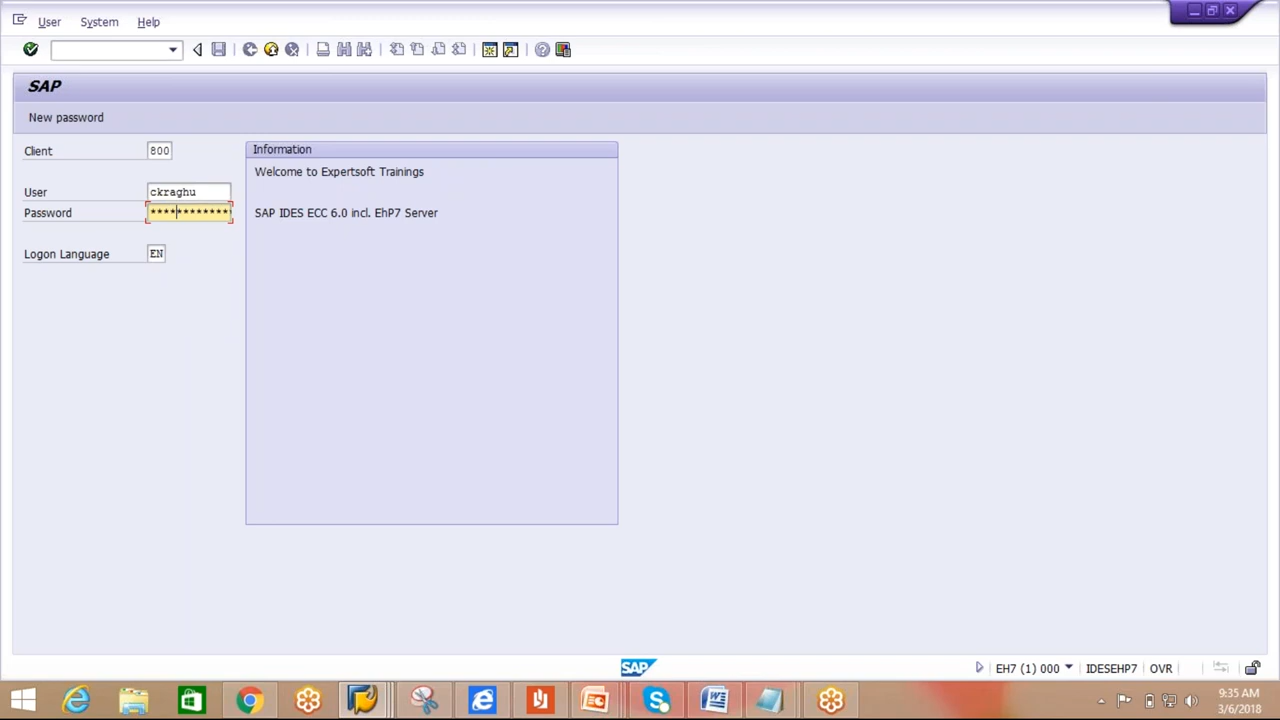 User System Help
SAP
New password
Client 800
Information
Welcome to Expertsoft Trainings
User ckraghu
Password *************
SAP IDES ECC 6.0 incl. EhP7 Server
Logon Language EN
SAP
EH7 (1) 000 IDESEHP7 OVR
9:35 AM
3/6/2018